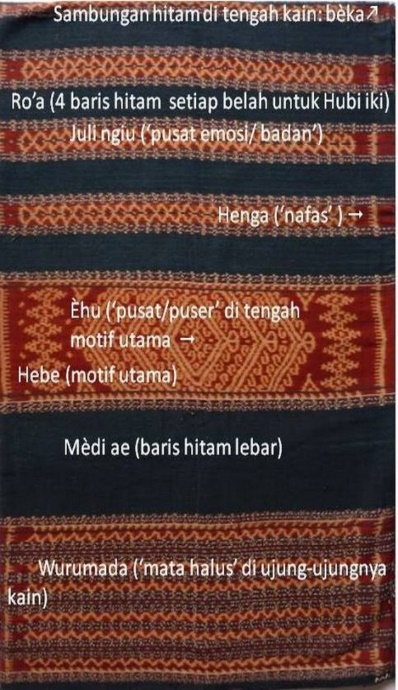 Sambungan hitam di tengah kain: bèka↗
Ro'a (4 baris hitam setiap belah untuk Hubi iki)
Juli ngiu ('pusat emosi/ badan')
Henga ('nafas' ) →
Èhu ('pusat/puser' di tengah
motif utama →
Hebe (motif utama)
Mèdi ae (baris hitam lebar)
Wurumada ('mata halus' di ujung-ujungnya
kain)